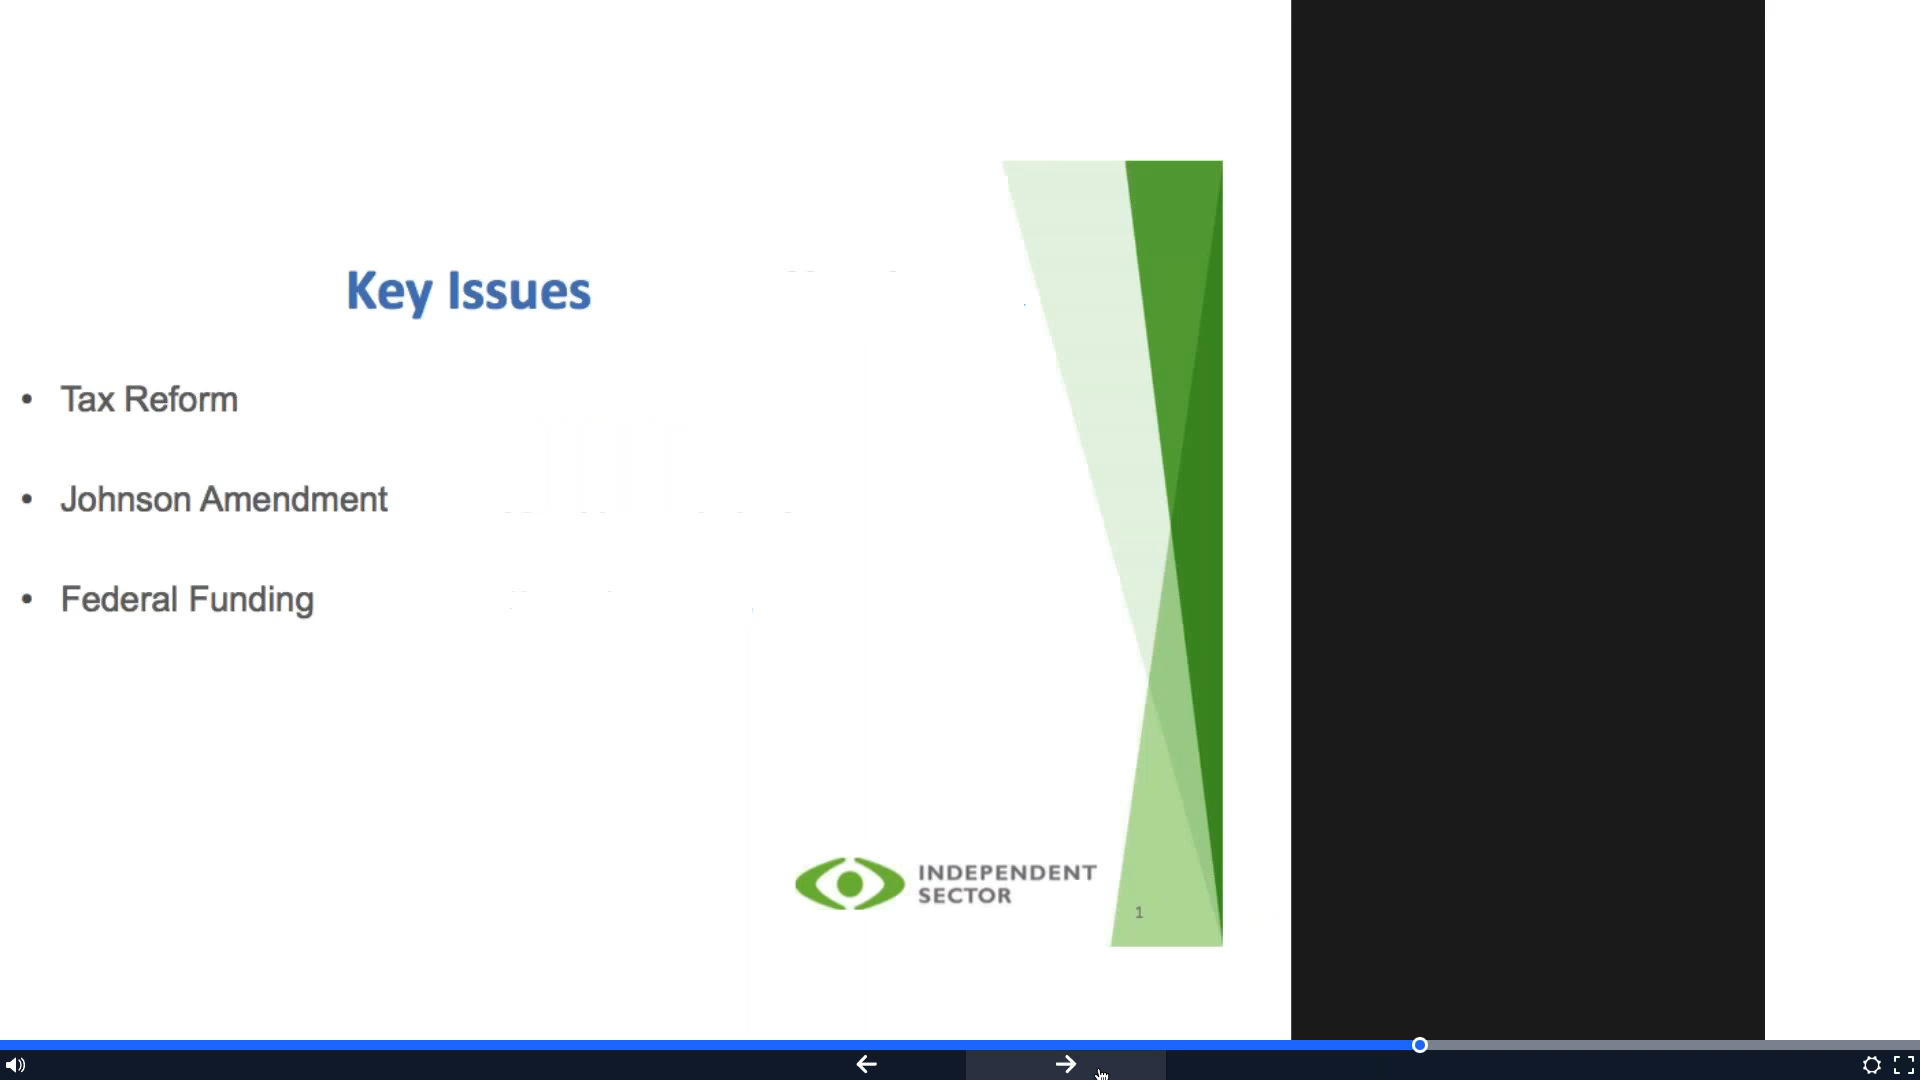 Key Issues
• Tax Reform
• Johnson Amendment
• Federal Funding
INDEPENDENT
SECTOR
1